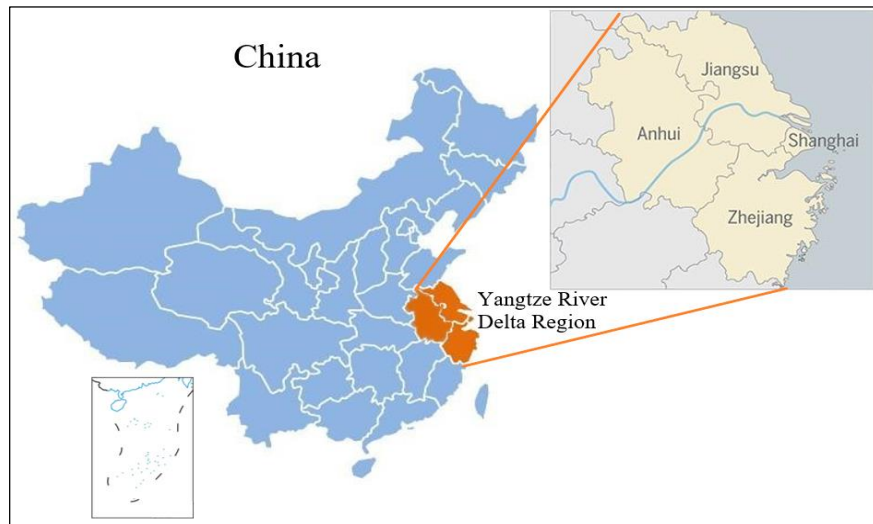 China
Jiangsu
Anhui
Shanghai
Zhejiang
Yangtze River
Delta Region